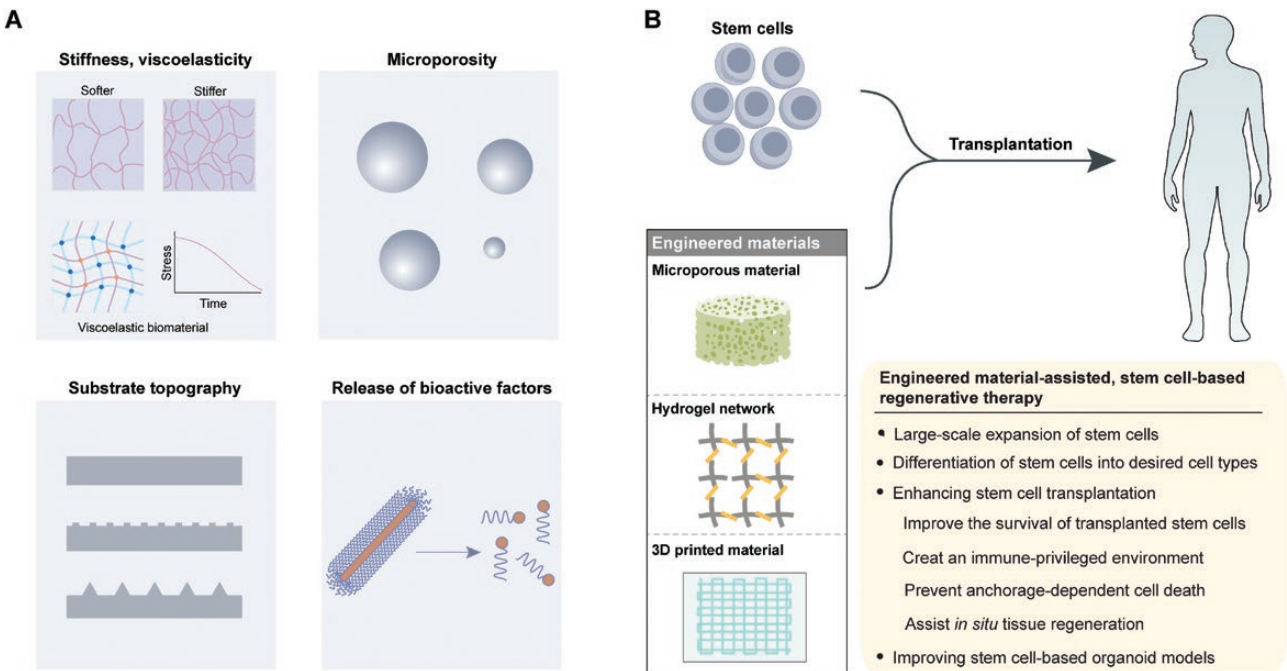 A
Stiffness, viscoelasticity
Softer
Stiffer
Stress
Time
Viscoelastic biomaterial
Microporosity
Substrate topography
Release of bioactive factors
B
Stem cells
Transplantation
Engineered materials
Microporous material
Hydrogel network
3D printed material
Engineered material-assisted, stem cell-based
regenerative therapy
• Large-scale expansion of stem cells
• Differentiation of stem cells into desired cell types
• Enhancing stem cell transplantation
Improve the survival of transplanted stem cells
Creat an immune-privileged environment
Prevent anchorage-dependent cell death
Assist in situ tissue regeneration
• Improving stem cell-based organoid models